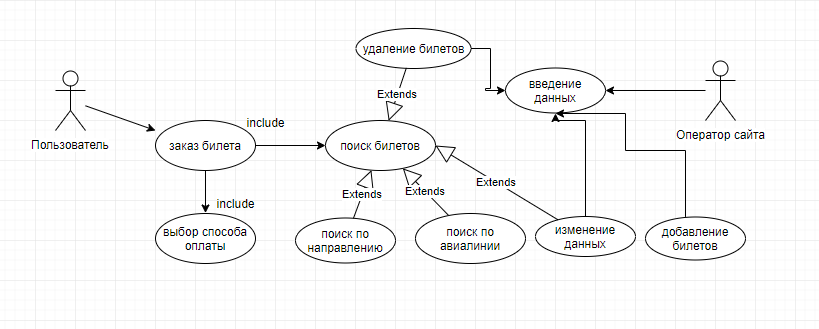 удаление билетов
Extends
введение
данных
Пользователь
заказ билета
include
поиск билетов
Оператор сайта
include
Extends
Extends
Extends
выбор способа
оплаты
поиск по
направлению
поиск по
авиалинии
изменение
данных
добавление
билетов